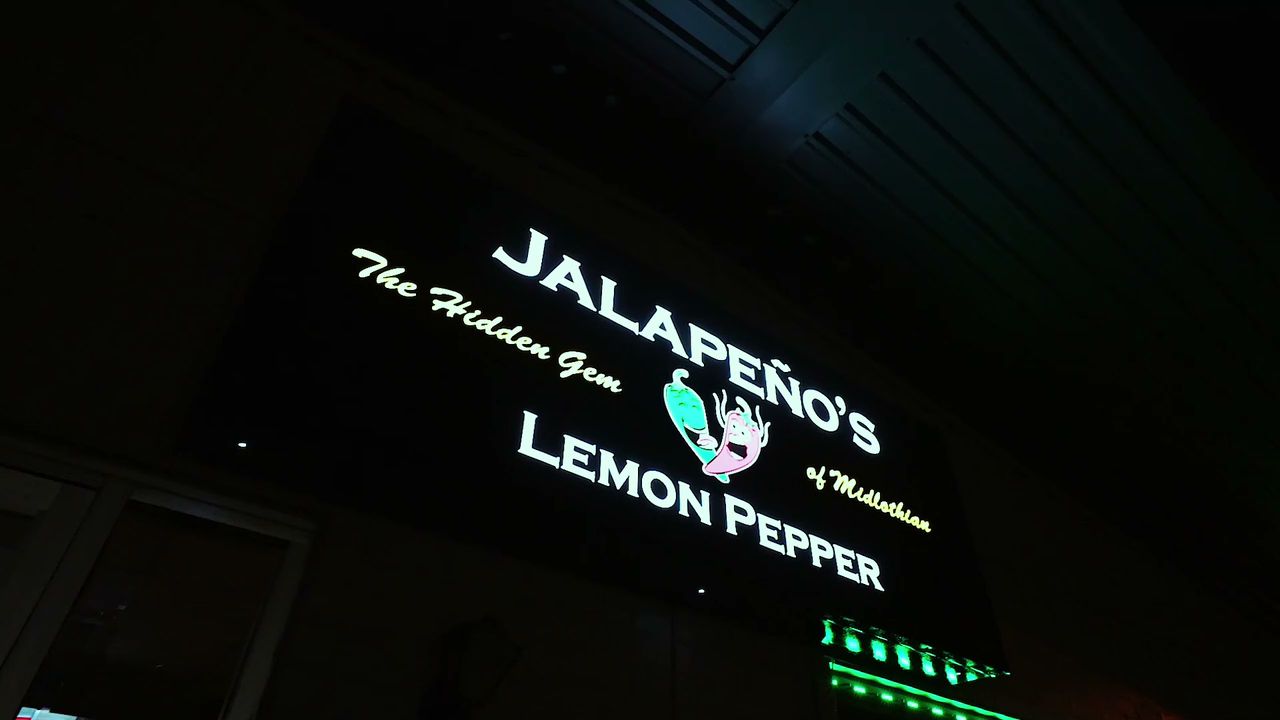 JALAPEÑO'S
The Hidden Gem
of Midlothian
LEMON PEPPER